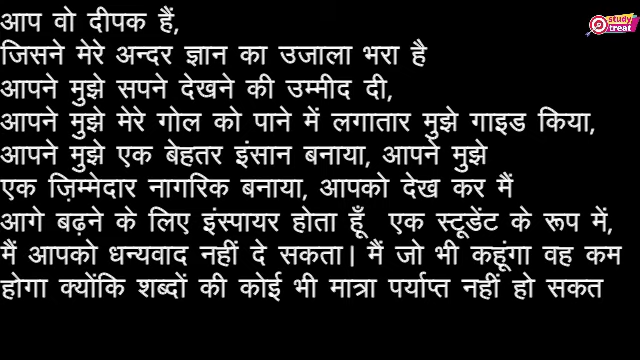 study
treat
आप वो दीपक हैं,
जिसने मेरे अन्दर ज्ञान का उजाला भरा है
आपने मुझे सपने देखने की उम्मीद दी,
आपने मुझे मेरे गोल को पाने में लगातार मुझे गाइड किया,
आपने मुझे एक बेहतर इंसान बनाया, आपने मुझे
एक ज़िम्मेदार नागरिक बनाया, आपको देख कर मैं
आगे बढ़ने के लिए इंस्पायर होता हूँ एक स्टूडेंट के रूप में,
मैं आपको धन्यवाद नहीं दे सकता। मैं जो भी कहूंगा वह कम
होगा क्योंकि शब्दों की कोई भी मात्रा पर्याप्त नहीं हो सकत